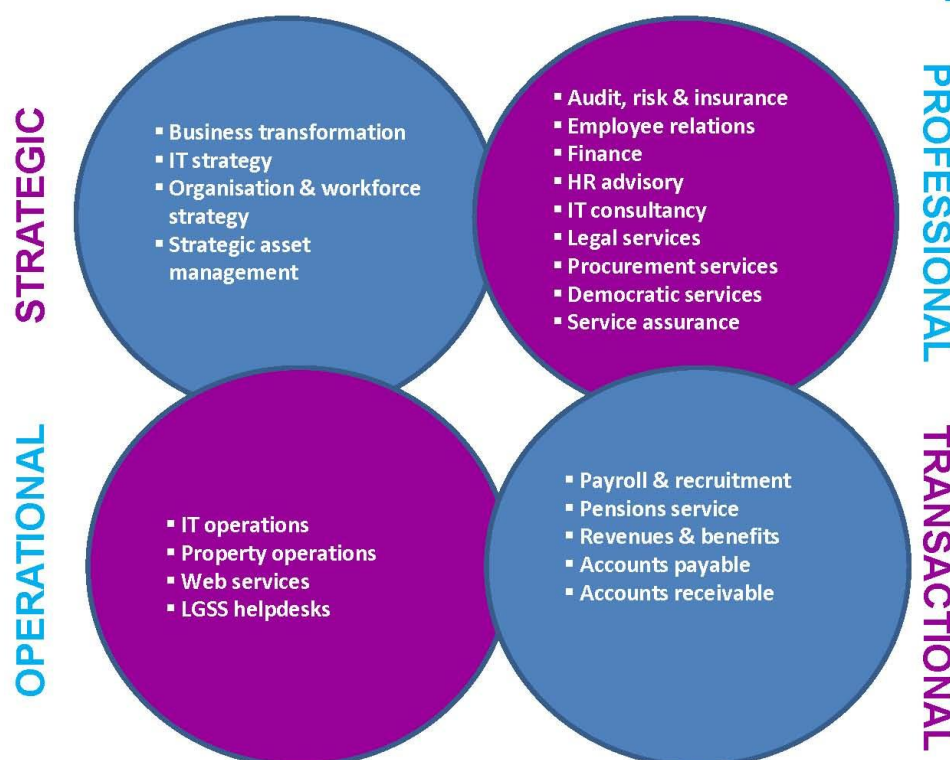 STRATEGIC
▪ Business transformation
▪ IT strategy
▪ Organisation & workforce
strategy
▪ Strategic asset
management
PROFESSIONAL
▪ Audit, risk & insurance
▪ Employee relations
▪ Finance
▪ HR advisory
▪ IT consultancy
▪ Legal services
▪ Procurement services
▪ Democratic services
▪ Service assurance
OPERATIONAL
▪ IT operations
▪ Property operations
▪ Web services
▪ LGSS helpdesks
TRANSACTIONAL
▪ Payroll & recruitment
▪ Pensions service
▪ Revenues & benefits
▪ Accounts payable
▪ Accounts receivable